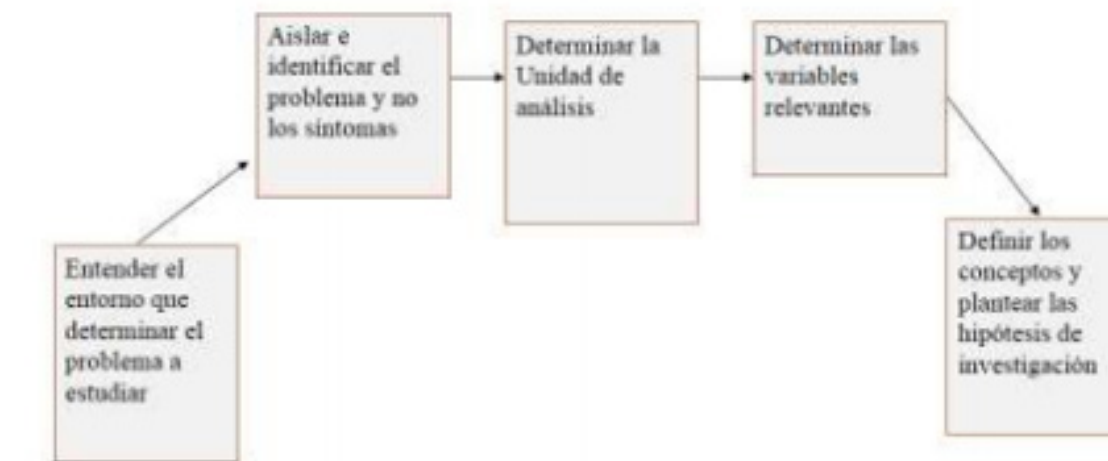 Entender el
entorno que
determinar el
problema a
estudiar
Aislar e
identificar el
problema y no
los síntomas
Determinar la
Unidad de
análisis
Determinar las
variables
relevantes
Definir los
conceptos y
plantear las
hipótesis de
investigación